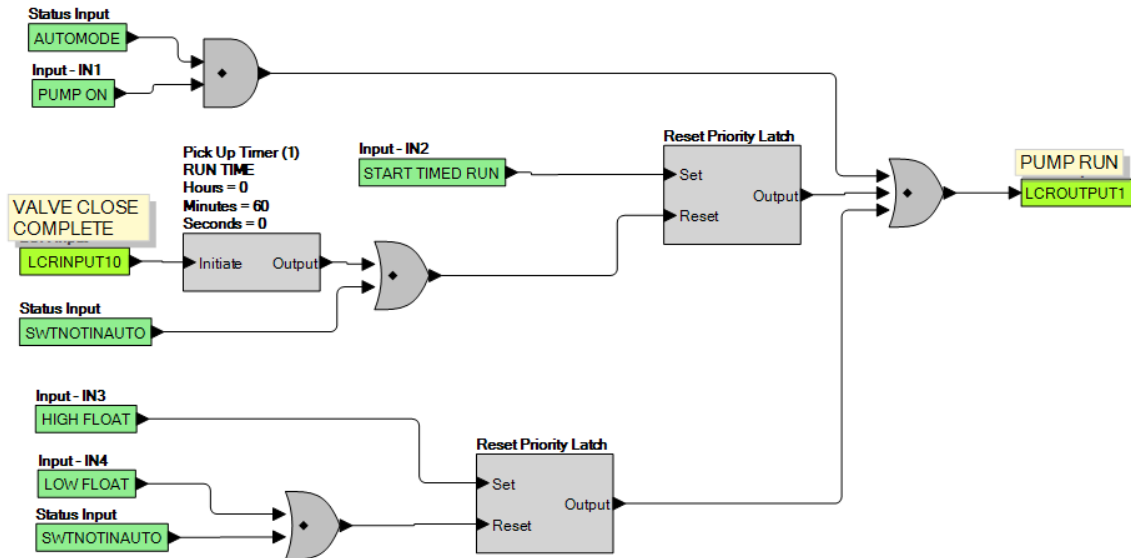 Status Input
AUTOMODE
Input - IN1
PUMP ON
Pick Up Timer (1)
RUN TIME
Hours = 0
Minutes = 60
Seconds = 0
Initiate Output
VALVE CLOSE
COMPLETE
LCRINPUT10
Status Input
SWTNOTINAUTO
Input - IN2
START TIMED RUN
Reset Priority Latch
Set
Output
Reset
PUMP RUN
LCROUTPUT1
Input - IN3
HIGH FLOAT
Input - IN4
LOW FLOAT
Status Input
SWTNOTINAUTO
Reset Priority Latch
Set
Output
Reset